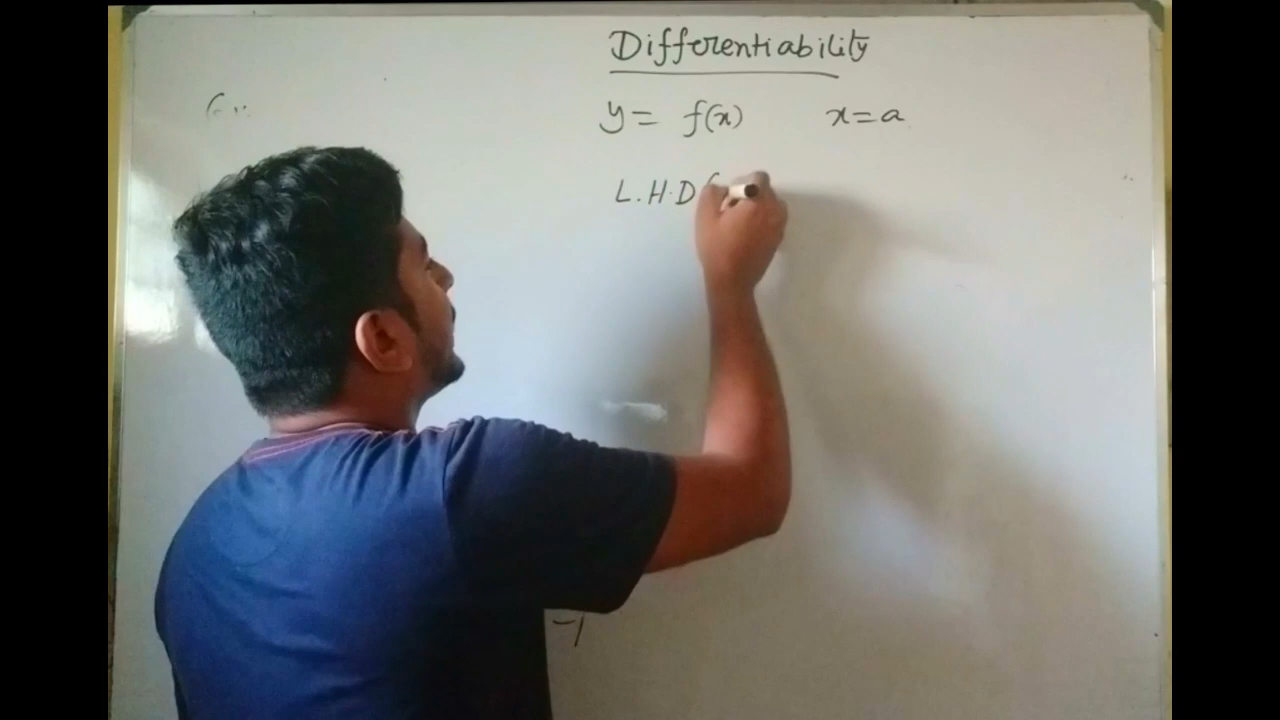 Differentiability
y = f(x) x = a
L.H.D (